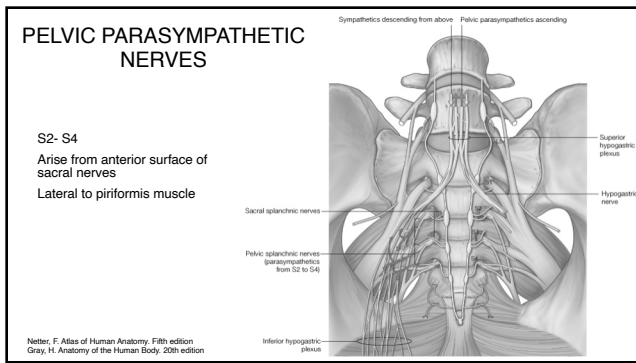 PELVIC PARASYMPATHETIC
NERVES
S2- S4
Arise from anterior surface of
sacral nerves
Lateral to piriformis muscle
Netter, F. Atlas of Human Anatomy. Fifth edition
Gray, H. Anatomy of the Human Body. 20th edition
Sympathetics descending from above
Pelvic parasympathetics ascending
Superior
hypogastric
plexus
Hypogastric
nerve
Sacral splanchnic nerves
Pelvic splanchnic nerves
(parasympathetics
from S2 to S4)
Inferior hypogastric
plexus